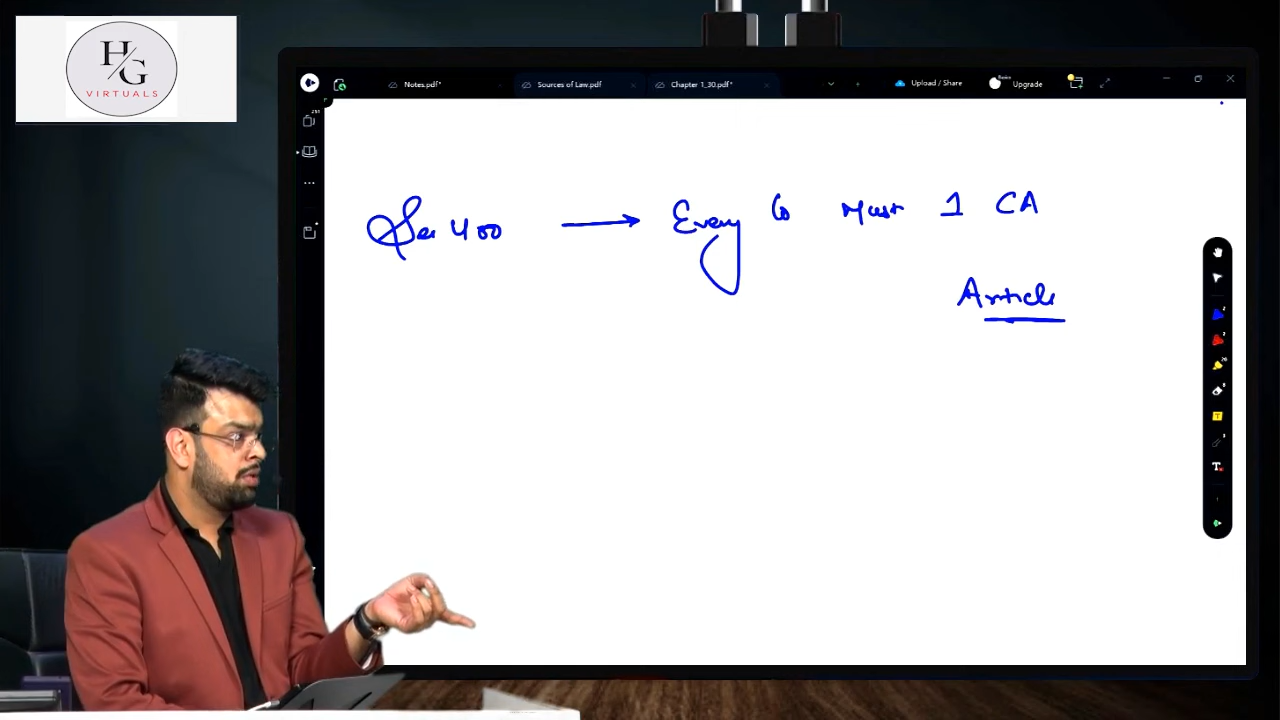 H/G
VIRTUALS
Notes.pdf*
Sources of Law.pdf
Chapter 1_30.pdf*
Upload / Share
Upgrade
Sec 400 → Every Co Must 1 CA
Article